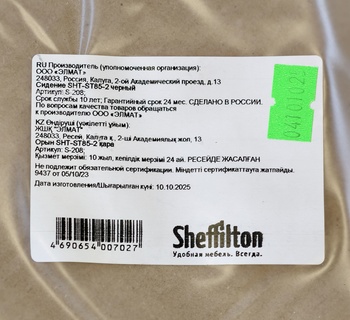 RU Производитель (уполномоченная организация):
ООО «ЭЛМАТ»
248033, Россия, Калуга, 2-ой Академический проезд, д.13
Сидение SHT-ST85-2 черный
Артикул: S-208;
Срок службы 10 лет; Гарантийный срок 24 мес. СДЕЛАНО В РОССИИ.
По вопросам качества товаров обращаться
к производителю ООО «ЭЛМАТ»
KZ Өндіруші (уәкілетті ұйым):
ЖШҚ "ЭЛМАТ"
248033, Ресей, Калуга қ., 2-ші Академиялық жол, 13
Орын SHT-ST85-2 қара
Артикул: S-208;
Қызмет мерзімі: 10 жыл, кепілдік мерзімі 24 ай. РЕСЕЙДЕ ЖАСАЛҒАН
Не подлежит обязательной сертификации. Міндетті сертификаттауға жатпайды.
9437 от 05/10/23
Дата изготовления/Шығарылған күні: 10.10.2025
4 690654 007027
Sheffilton
Удобная мебель. Всегда.